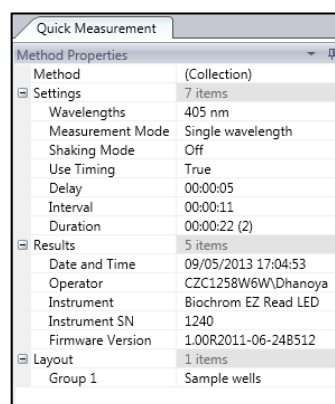 Quick Measurement
Method Properties
Method (Collection)
Settings 7 items
Wavelengths 405 nm
Measurement Mode Single wavelength
Shaking Mode Off
Use Timing True
Delay 00:00:05
Interval 00:00:11
Duration 00:00:22 (2)
Results 5 items
Date and Time 09/05/2013 17:04:53
Operator CZC1258W6W\Dhanoya
Instrument Biochrom EZ Read LED
Instrument SN 1240
Firmware Version 1.00R2011-06-24B512
Layout 1 items
Group 1 Sample wells